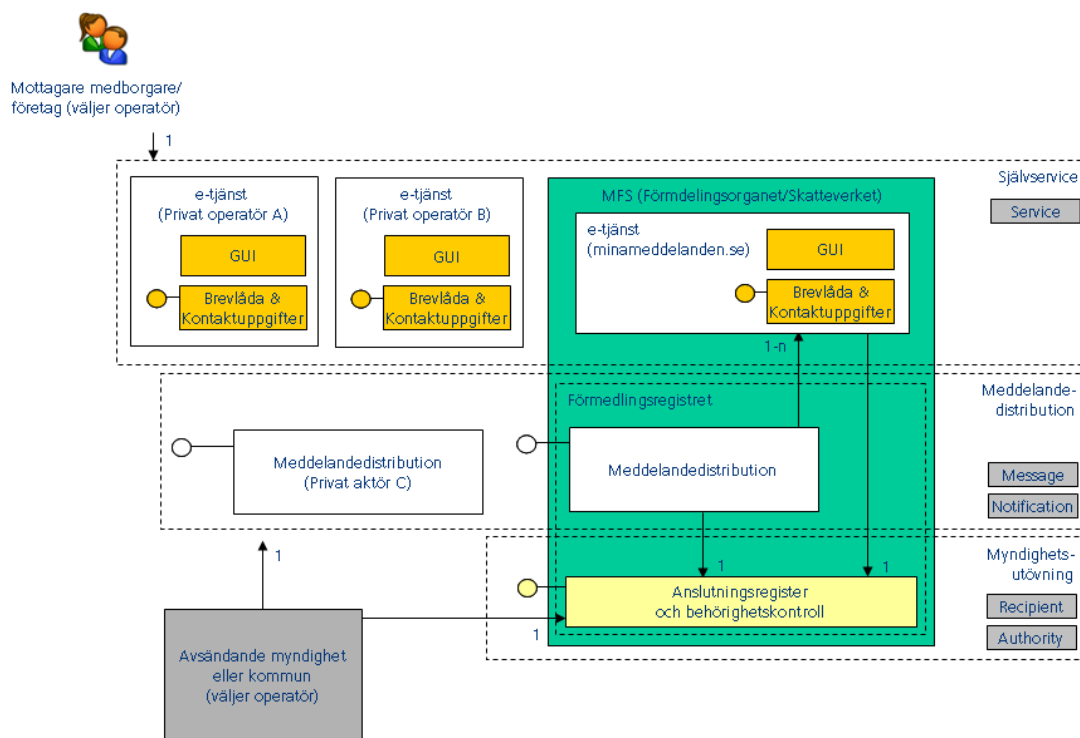 Mottagare medborgare/
företag (väljer operatör)
1
e-tjänst
(Privat operatör A)
GUI
Brevlåda &
Kontaktuppgifter
e-tjänst
(Privat operatör B)
GUI
Brevlåda &
Kontaktuppgifter
MFS (Förmdelingsorganet/Skatteverket)
e-tjänst
(minameddelanden.se)
GUI
Brevlåda &
Kontaktuppgifter
Självservice
Service
1-n
Förmedlingsregistret
Meddelandedistribution
(Privat aktör C)
Meddelandedistribution
Meddelande-
distribution
Message
Notification
1
1
1
Anslutningsregister
och behörighetskontroll
1
Myndighets-
utövning
Recipient
Authority
Avsändande myndighet
eller kommun
(väljer operatör)